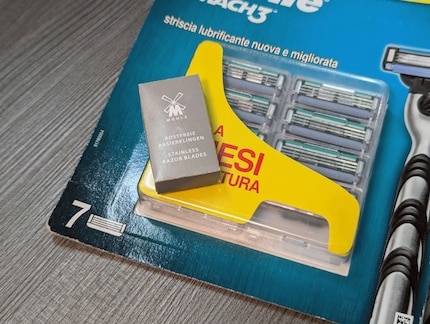 MACH3
striscia lubrificante nuova e migliorata
MÜHLE
ROSTFREIE
RASIERKLINGEN
STAINLESS
RAZOR BLADES
A
ESI
TURA
7